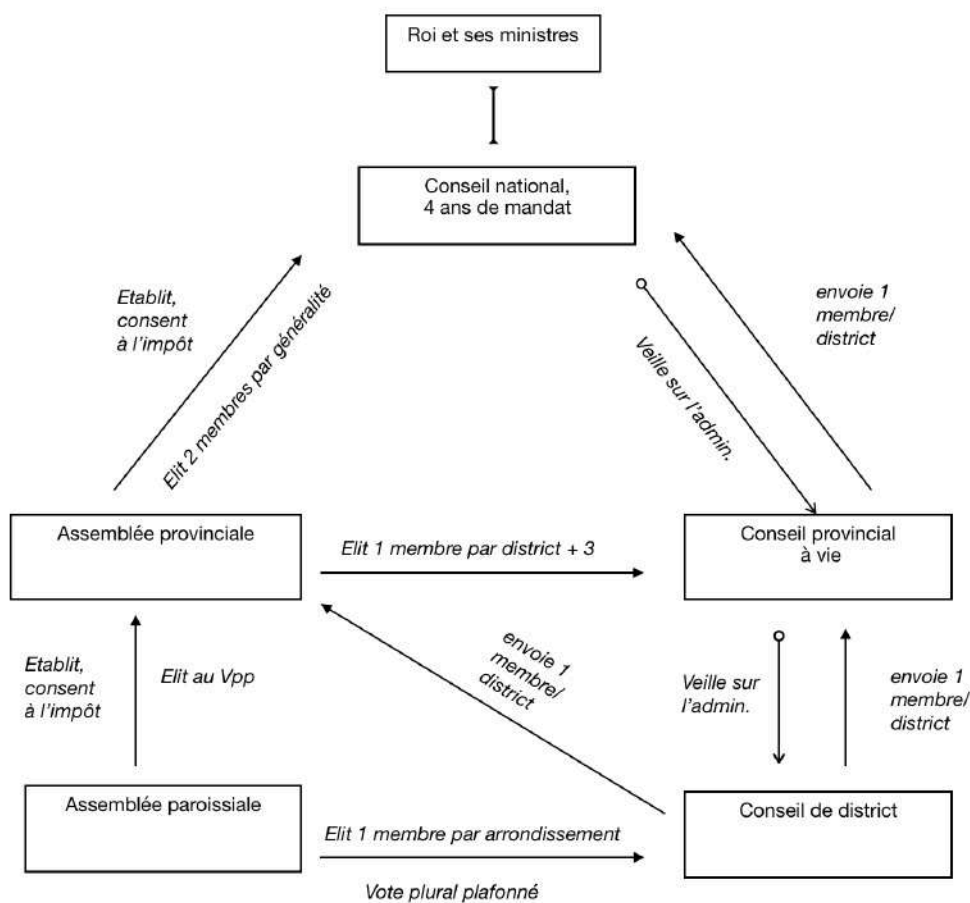 Roi et ses ministres
Conseil national,
4 ans de mandat
Etablit,
consent
à l'impôt
Elit 2 membres par généralité
Veille sur l'admin.
envoie 1
membre/
district
Assemblée provinciale
Elit 1 membre par district + 3
Conseil provincial
à vie
Etablit,
consent
à l'impôt
Elit au Vpp
envoie 1
membre/
district
Veille sur
l'admin.
envoie 1
membre/
district
Assemblée paroissiale
Elit 1 membre par arrondissement
Vote plural plafonné
Conseil de district